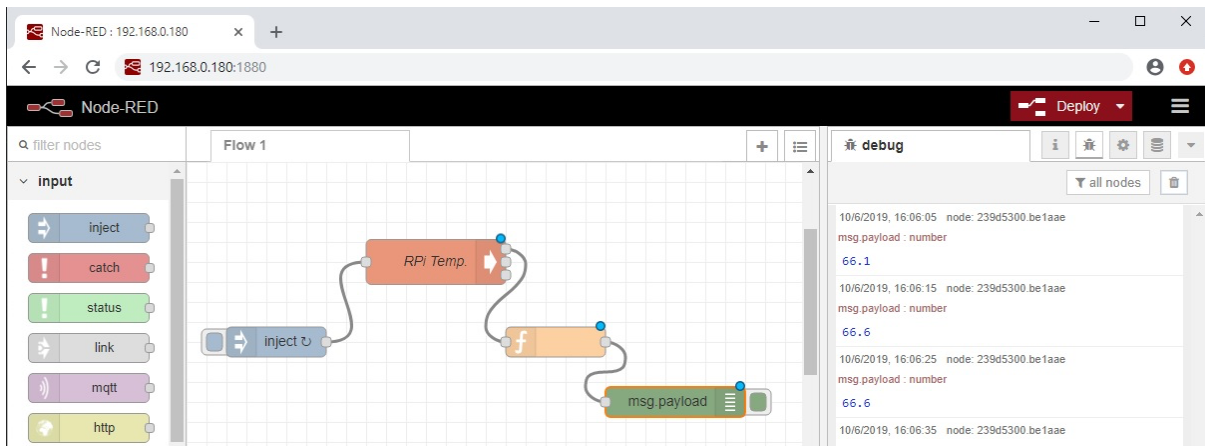 Node-RED : 192.168.0.180
192.168.0.180:1880
Node-RED
Deploy
filter nodes
Flow 1
debug
i
all nodes
input
inject
catch
status
link
mqtt
http
RPi Temp.
inject ↻
f
msg.payload
10/6/2019, 16:06:05 node: 239d5300.be1aae
msg.payload : number
66.1
10/6/2019, 16:06:15 node: 239d5300.be1aae
msg.payload : number
66.6
10/6/2019, 16:06:25 node: 239d5300.be1aae
msg.payload : number
66.6
10/6/2019, 16:06:35 node: 239d5300.be1aae